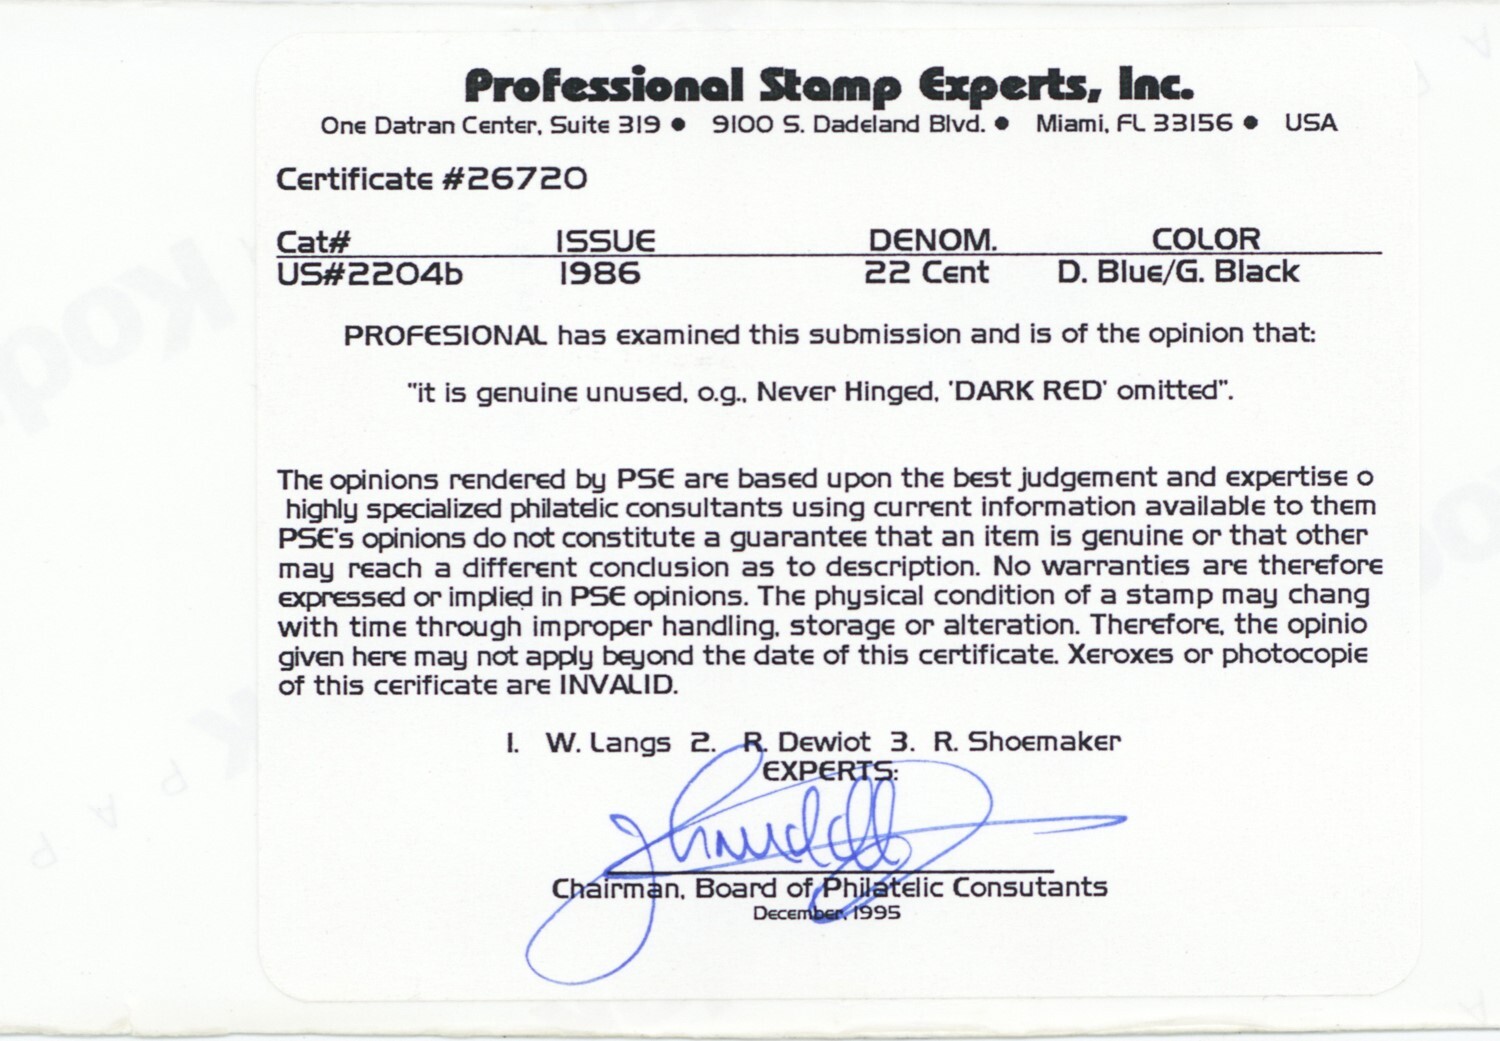 Professional Stamp Experts, Inc.
One Datran Center, Suite 319 ● 9100 S. Dadeland Blvd. ● Miami, FL 33156 ● USA
Certificate #26720
Cat# ISSUE DENOM. COLOR
US#2204b 1986 22 Cent D. Blue/G. Black
PROFESIONAL has examined this submission and is of the opinion that:
"it is genuine unused, o.g., Never Hinged, 'DARK RED' omitted".
The opinions rendered by PSE are based upon the best judgement and expertise o
highly specialized philatelic consultants using current information available to them
PSE's opinions do not constitute a guarantee that an item is genuine or that other
may reach a different conclusion as to description. No warranties are therefore
expressed or implied in PSE opinions. The physical condition of a stamp may chang
with time through improper handling, storage or alteration. Therefore, the opinio
given here may not apply beyond the date of this certificate. Xeroxes or photocopie
of this cerificate are INVALID.
1. W. Langs 2. R. Dewiot 3. R. Shoemaker
EXPERTS:
Chairman, Board of Philatelic Consutants
December, 1995